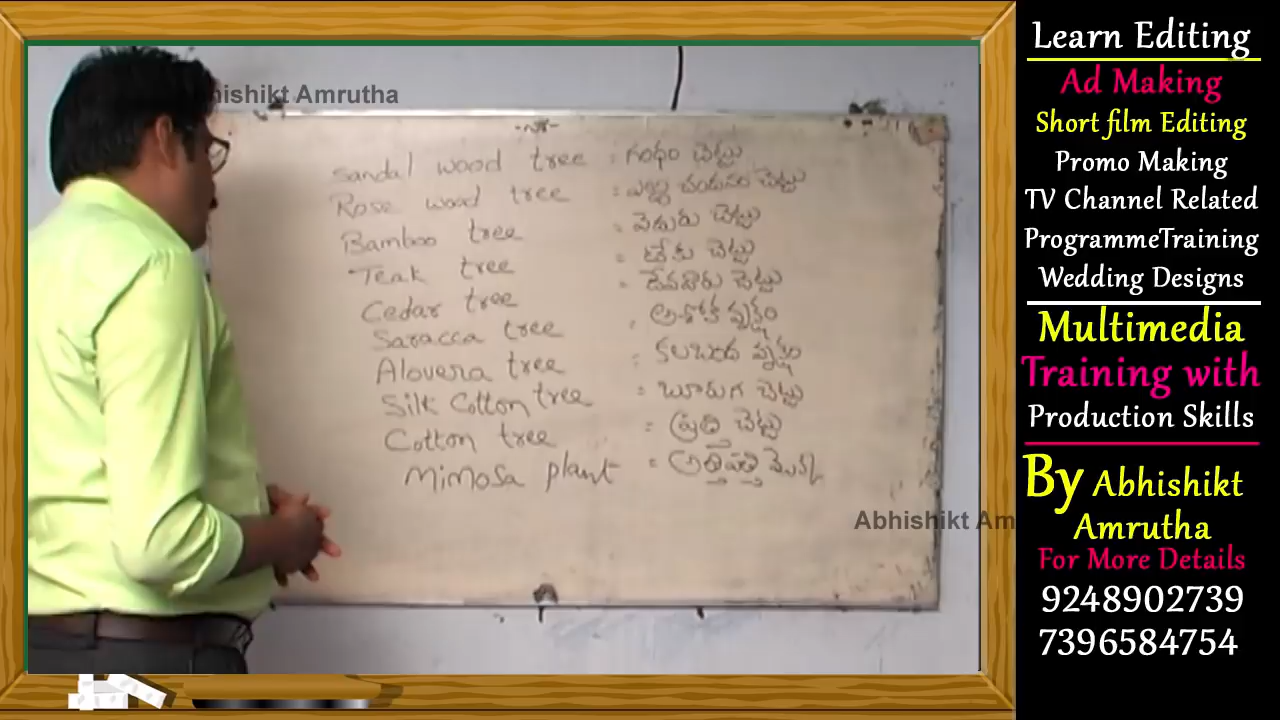 Abhishikt Amrutha
Sandal wood tree : గంధం చెట్టు
Rose wood tree = ఎర్ర చందనం చెట్టు
Bamboo tree = వెదురు చెట్టు
Teak tree = టేకు చెట్టు
Cedar tree = దేవదారు చెట్టు
Saracca tree : అశోక వృక్షం
Alovera tree : కలబంద వృక్షం
Silk Cotton tree = బూరుగ చెట్టు
Cotton tree = ప్రత్తి చెట్టు
Mimosa plant = అత్తిపత్తి మొక్క
Abhishikt Am
Learn Editing
Ad Making
Short film Editing
Promo Making
TV Channel Related
ProgrammeTraining
Wedding Designs
Multimedia
Training with
Production Skills
By Abhishikt
Amrutha
For More Details
9248902739
7396584754